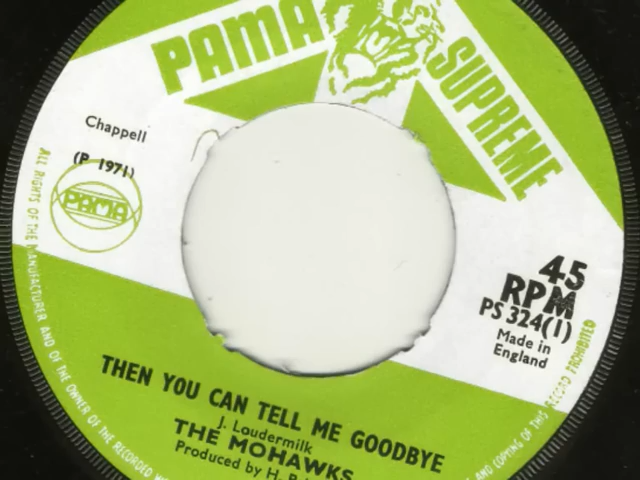 PAMA
SUPREME
Chappell
(P 1971)
PAMA
45
RPM
PS 324(1)
Made in
England
THEN YOU CAN TELL ME GOODBYE
J. Loudermilk
THE MOHAWKS
Produced by H.
ALL RIGHTS OF THE MANUFACTURER AND OF THE OWNER OF THE RECORDED
AND COPYING OF THIS RECORD PROHIBITED